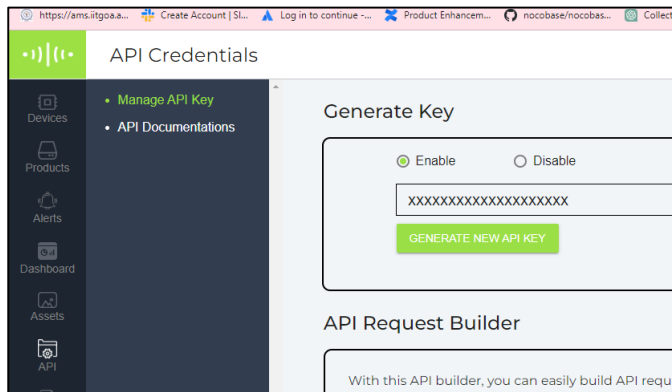 https://ams.iitgoa.a... Create Account | Sl... Log in to continue -... Product Enhancem... nocobase/nocobas... Collect
API Credentials
Devices
Products
Alerts
Dashboard
Assets
API
• Manage API Key
• API Documentations
Generate Key
Enable Disable
XXXXXXXXXXXXXXXXXXXX
GENERATE NEW API KEY
API Request Builder
With this API builder, you can easily build API requ